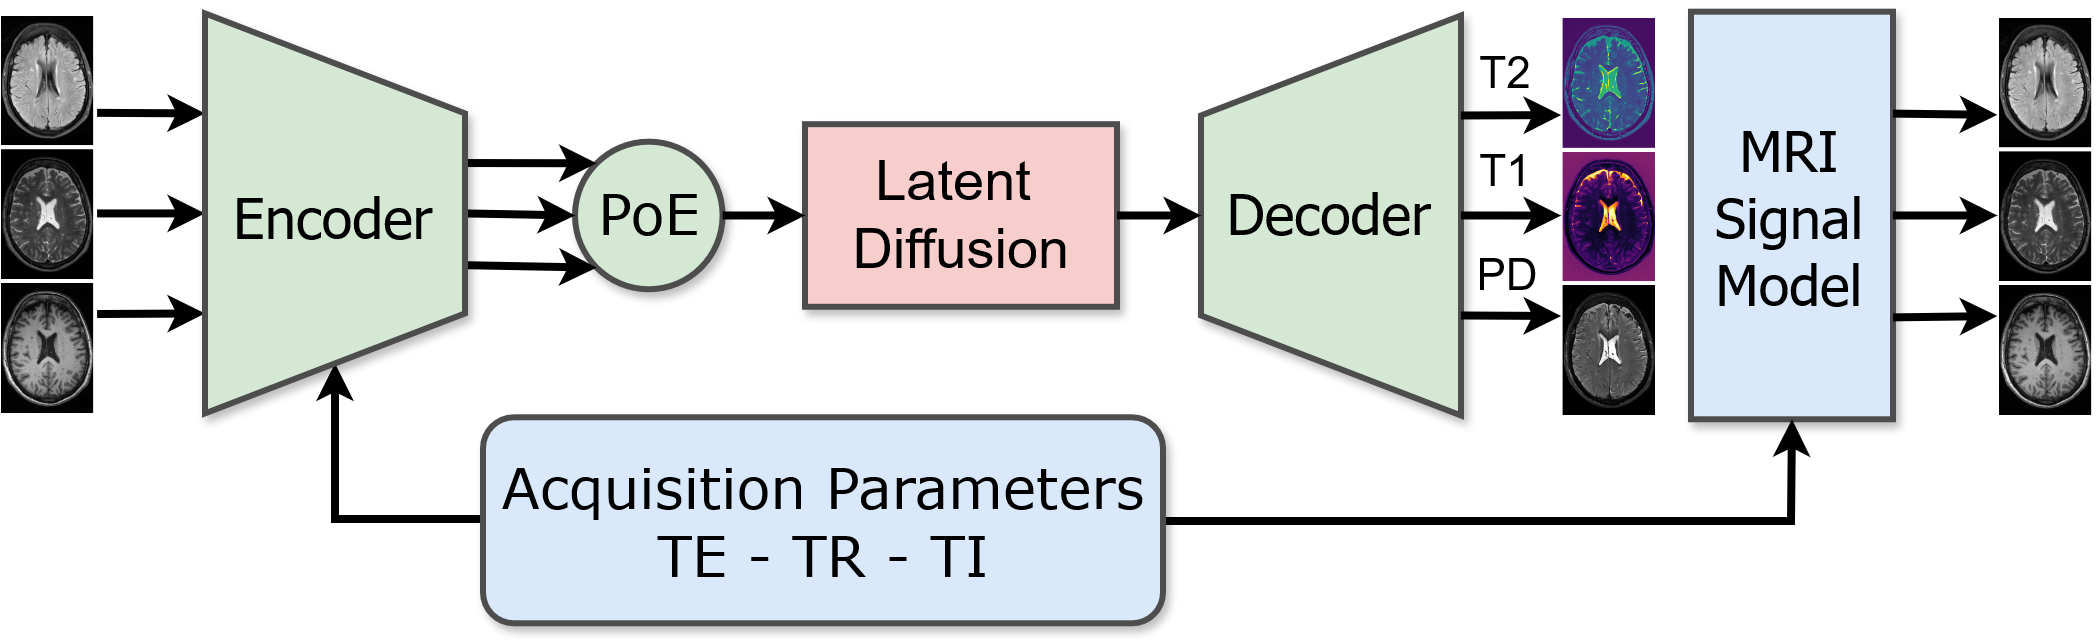 Encoder
PoE
Latent
Diffusion
Decoder
T2
T1
PD
MRI
Signal
Model
Acquisition Parameters
TE - TR - TI